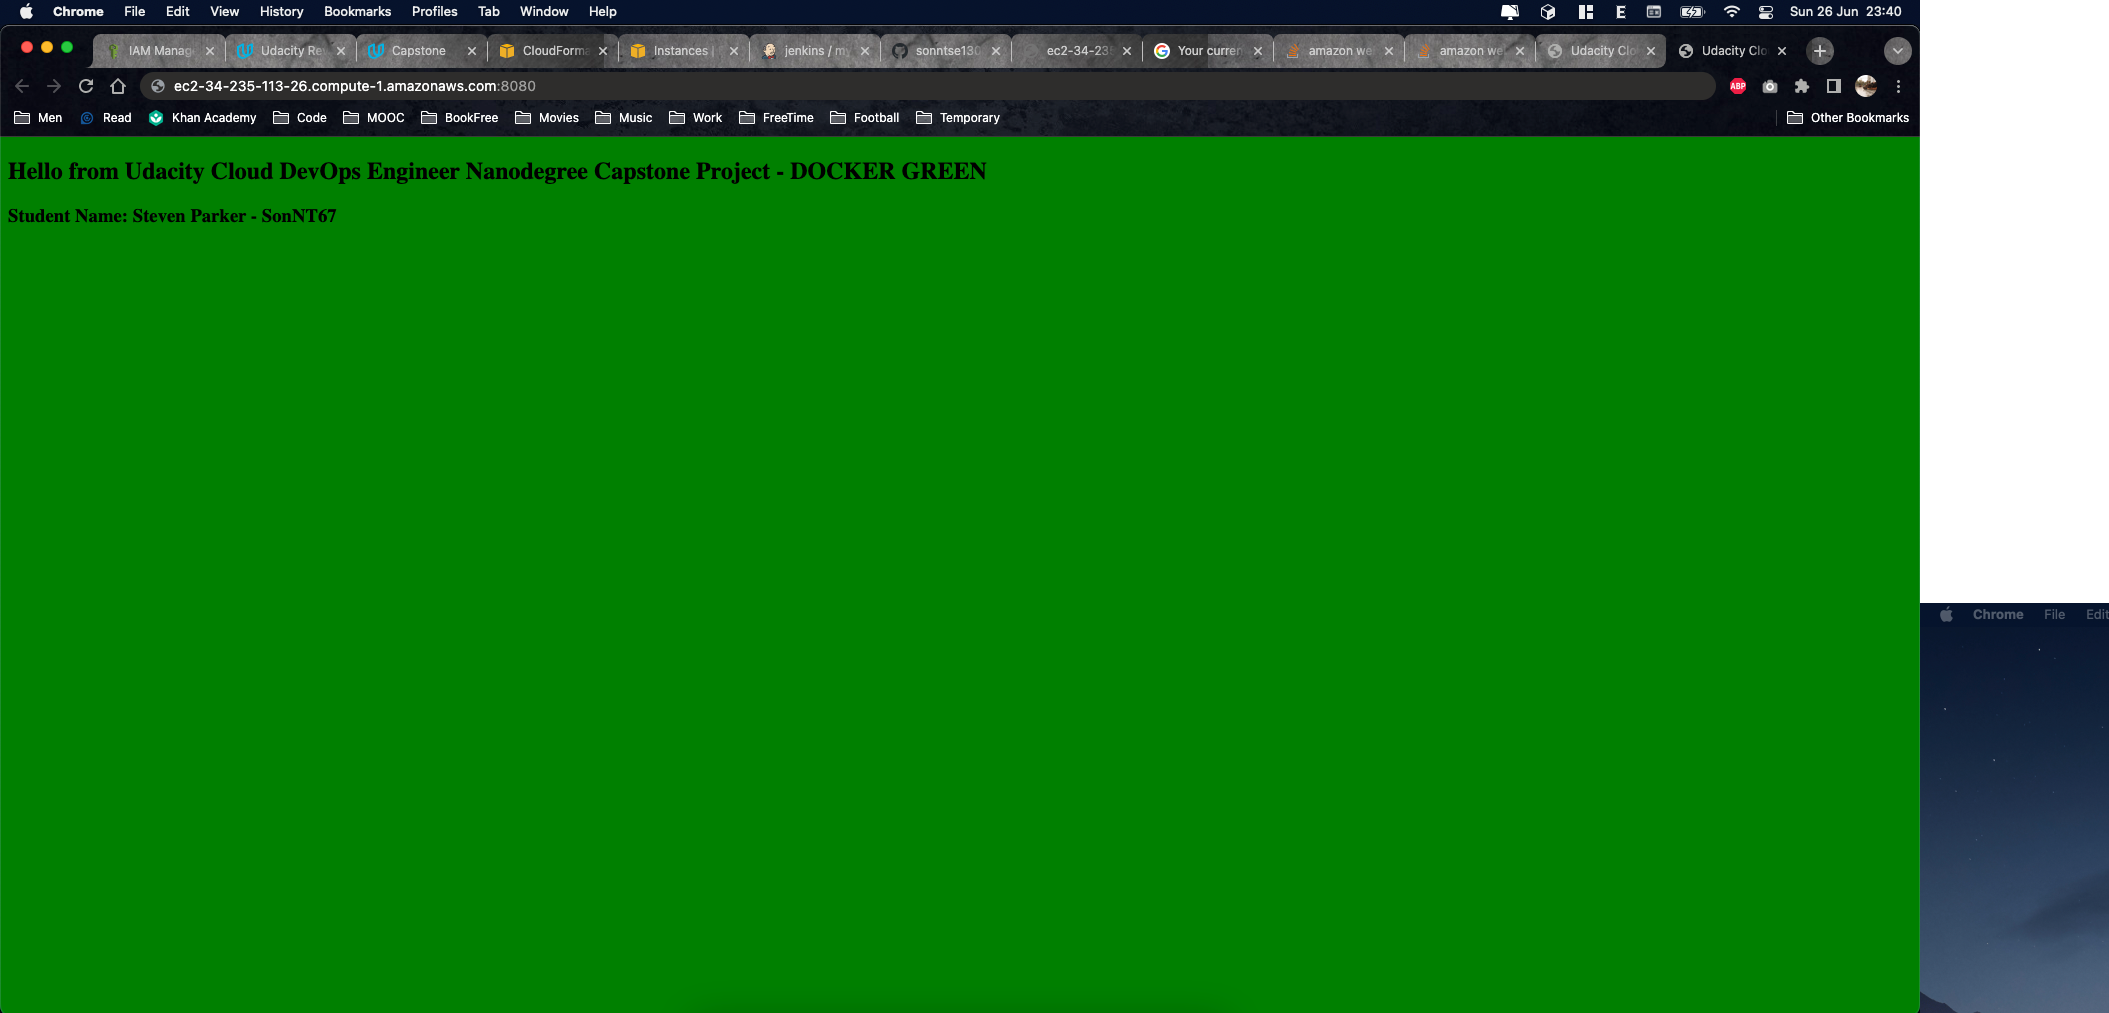 Chrome File Edit View History Bookmarks Profiles Tab Window Help E Sun 26 Jun 23:40
IAM Manag Udacity Rev Capstone CloudForma Instances | jenkins / my sonntse130 ec2-34-235 Your curren amazon we amazon we Udacity Clo Udacity Clo
ec2-34-235-113-26.compute-1.amazonaws.com:8080 ABP
Men Read Khan Academy Code MOOC BookFree Movies Music Work FreeTime Football Temporary Other Bookmarks
Hello from Udacity Cloud DevOps Engineer Nanodegree Capstone Project - DOCKER GREEN
Student Name: Steven Parker - SonNT67
Chrome File Edit